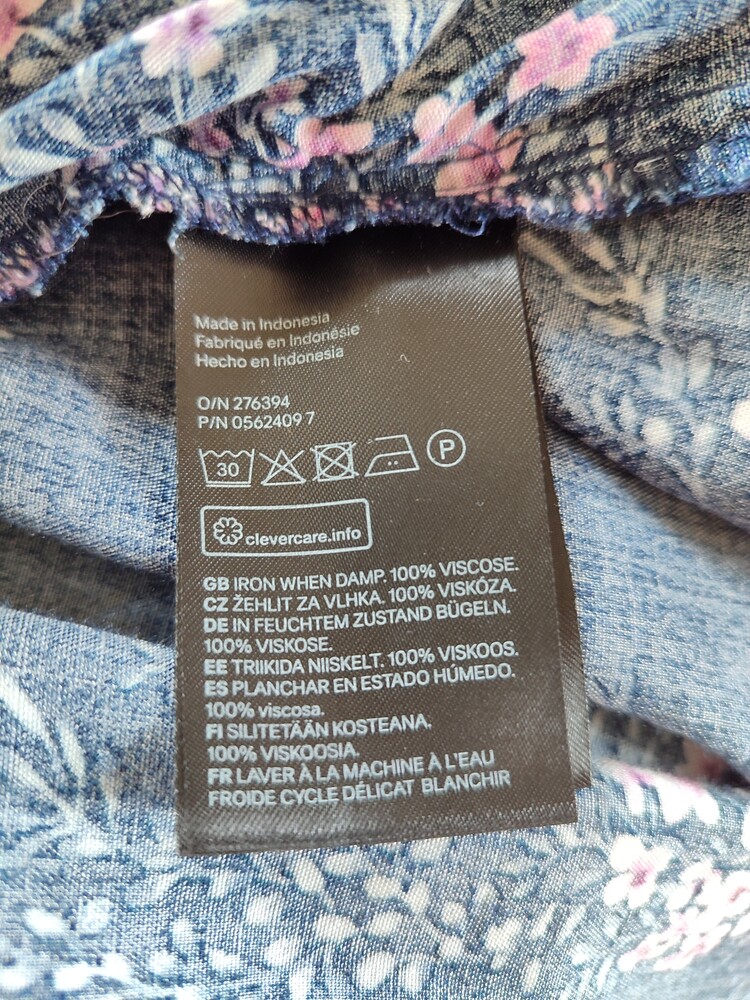 Made in Indonesia
Fabriqué en Indonésie
Hecho en Indonesia
O/N 276394
P/N 0562409 7
30
P
clevercare.info
GB IRON WHEN DAMP. 100% VISCOSE.
CZ ŽEHLIT ZA VLHKA. 100% VISKÓZA.
DE IN FEUCHTEM ZUSTAND BÜGELN.
100% VISKOSE.
EE TRIIKIDA NIISKELT. 100% VISKOOS.
ES PLANCHAR EN ESTADO HÚMEDO.
100% viscosa.
FI SILITETÄÄN KOSTEANA.
100% VISKOOSIA.
FR LAVER À LA MACHINE À L'EAU
FROIDE CYCLE DÉLICAT BLANCHIR